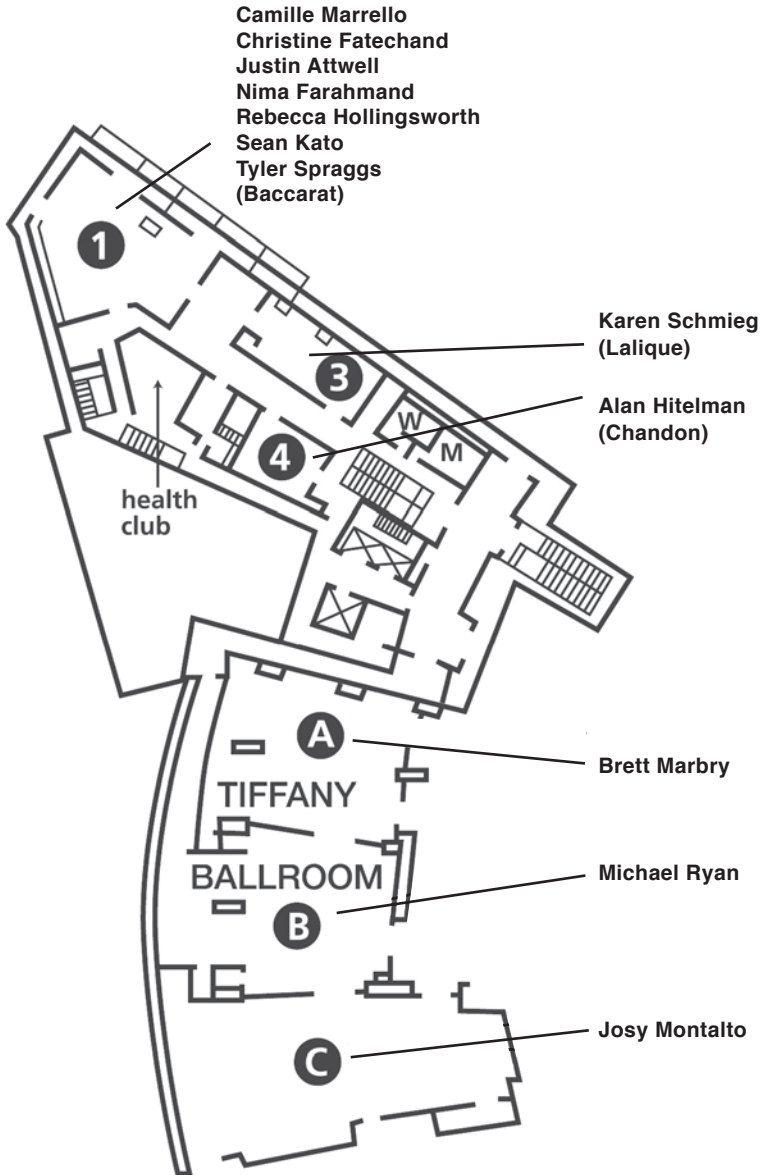 Camille Marrello
Christine Fatechand
Justin Attwell
Nima Farahmand
Rebecca Hollingsworth
Sean Kato
Tyler Spraggs
(Baccarat)
1
Karen Schmieg
(Lalique)
3
Alan Hitelman
(Chandon)
W
M
4
health
club
A
Brett Marbry
TIFFANY
BALLROOM
Michael Ryan
B
Josy Montalto
C